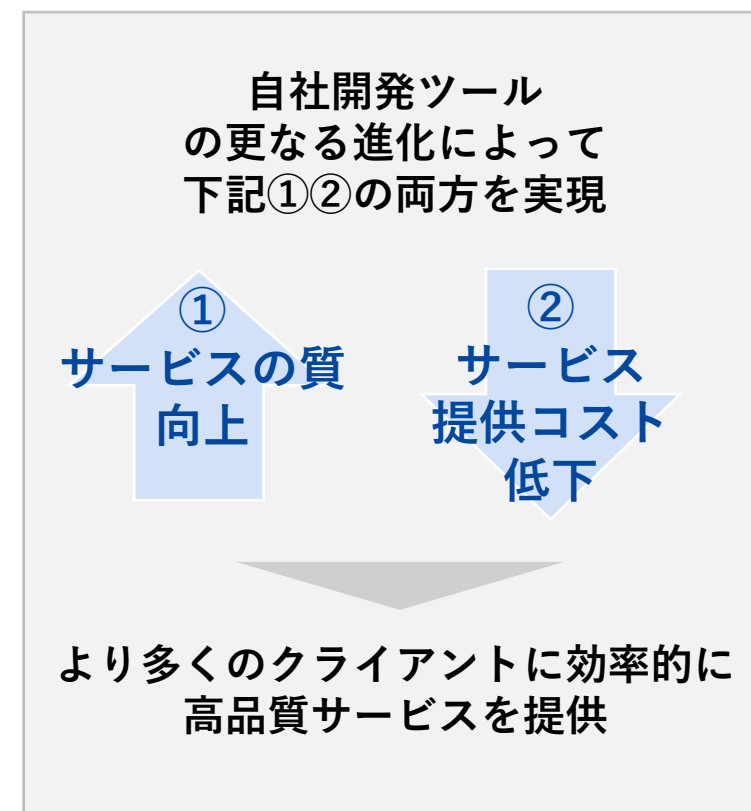 自社開発ツール
の更なる進化によって
下記①②の両方を実現
①
サービスの質
向上
②
サービス
提供コスト
低下
より多くのクライアントに効率的に
高品質サービスを提供